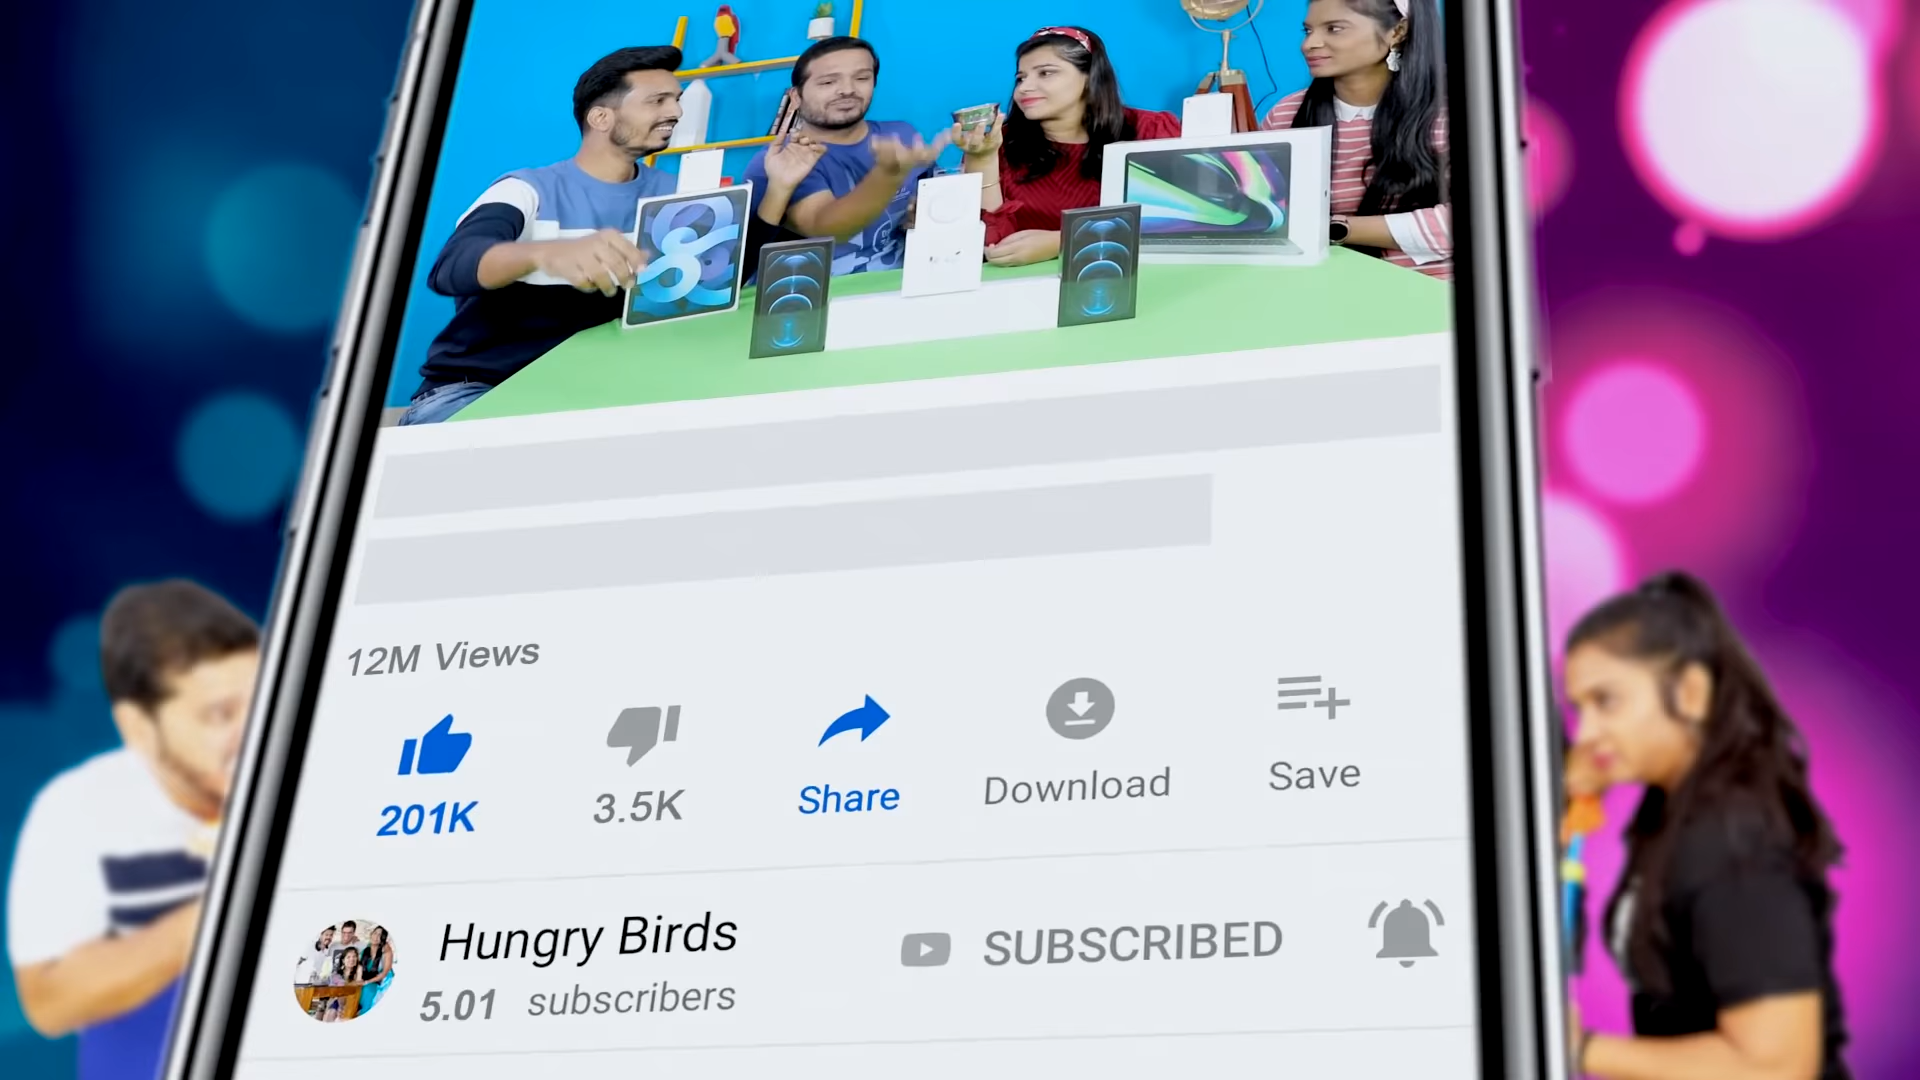 12M Views
201K
3.5K
Share
Download
Save
Hungry Birds
SUBSCRIBED
5.01 subscribers